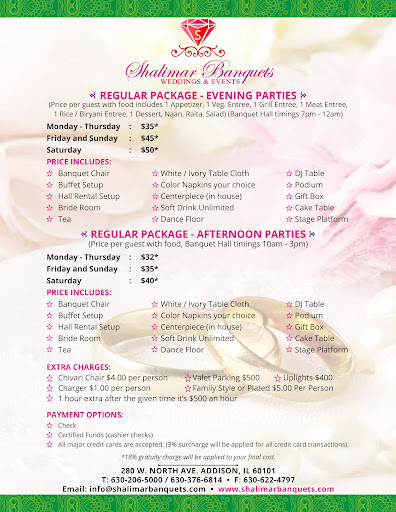 S
Shalimar Banquets
WEDDINGS & EVENTS
REGULAR PACKAGE - EVENING PARTIES
(Price per guest with food includes 1 Appetizer, 1 Veg. Entree, 1 Grill Entree, 1 Meat Entree,
1 Rice / Biryani Entree, 1 Dessert, Naan, Raita, Salad) (Banquet Hall timings 7pm - 12am)
Monday - Thursday : $35*
Friday and Sunday : $45*
Saturday : $50*
PRICE INCLUDES:
☆ Banquet Chair ☆ White / Ivory Table Cloth ☆ DJ Table
☆ Buffet Setup ☆ Color Napkins your choice ☆ Podium
☆ Hall Rental Setup ☆ Centerpiece (in house) ☆ Gift Box
☆ Bride Room ☆ Soft Drink Unlimited ☆ Cake Table
☆ Tea ☆ Dance Floor ☆ Stage Platform
REGULAR PACKAGE - AFTERNOON PARTIES
(Price per guest with food, Banquet Hall timings 10am - 3pm)
Monday - Thursday : $32*
Friday and Sunday : $35*
Saturday : $40*
PRICE INCLUDES:
☆ Banquet Chair ☆ White / Ivory Table Cloth ☆ DJ Table
☆ Buffet Setup ☆ Color Napkins your choice ☆ Podium
☆ Hall Rental Setup ☆ Centerpiece (in house) ☆ Gift Box
☆ Bride Room ☆ Soft Drink Unlimited ☆ Cake Table
☆ Tea ☆ Dance Floor ☆ Stage Platform
EXTRA CHARGES:
☆ Chivari Chair $4.00 per person ☆ Valet Parking $500 ☆ Uplights $400
☆ Charger $1.00 per person ☆ Family Style or Plated $5.00 Per Person
☆ 1 hour extra after the given time it's $500 an hour
PAYMENT OPTIONS:
☆ Check
☆ Certified Funds (cashier checks)
☆ All major credit cards are accepted. (3% surcharge will be applied for all credit card transactions).
*18% gratuity charge will be applied to your final cost.
280 W. NORTH AVE. ADDISON, IL 60101
T: 630-206-5000 / 630-376-6814 • F: 630-622-4797
Email: info@shalimarbanquets.com • www.shalimarbanquets.com